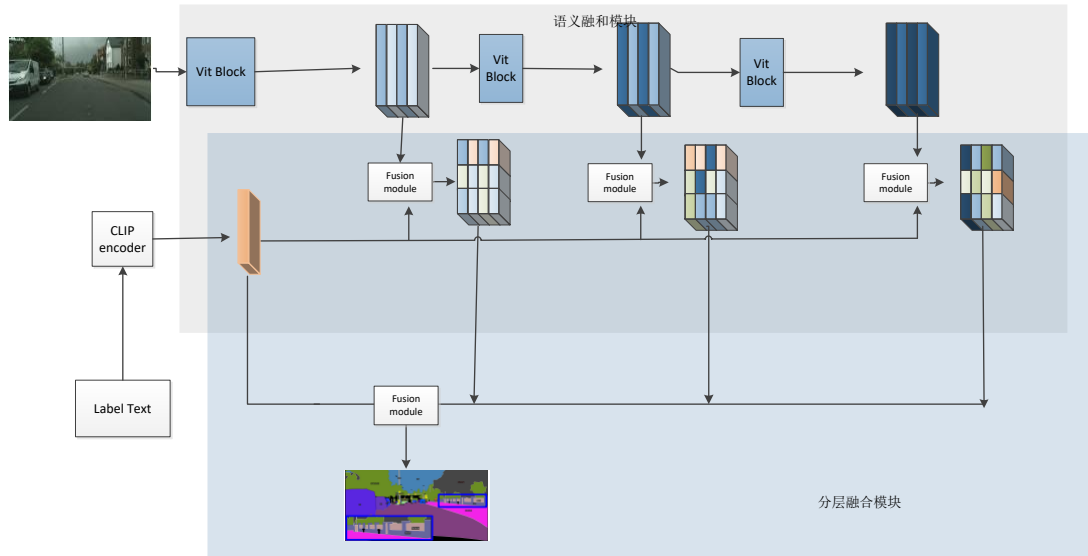 语义融和模块
Vit Block
Vit
Block
Vit
Block
Fusion
module
Fusion
module
Fusion
module
CLIP
encoder
Label Text
Fusion
module
分层融合模块